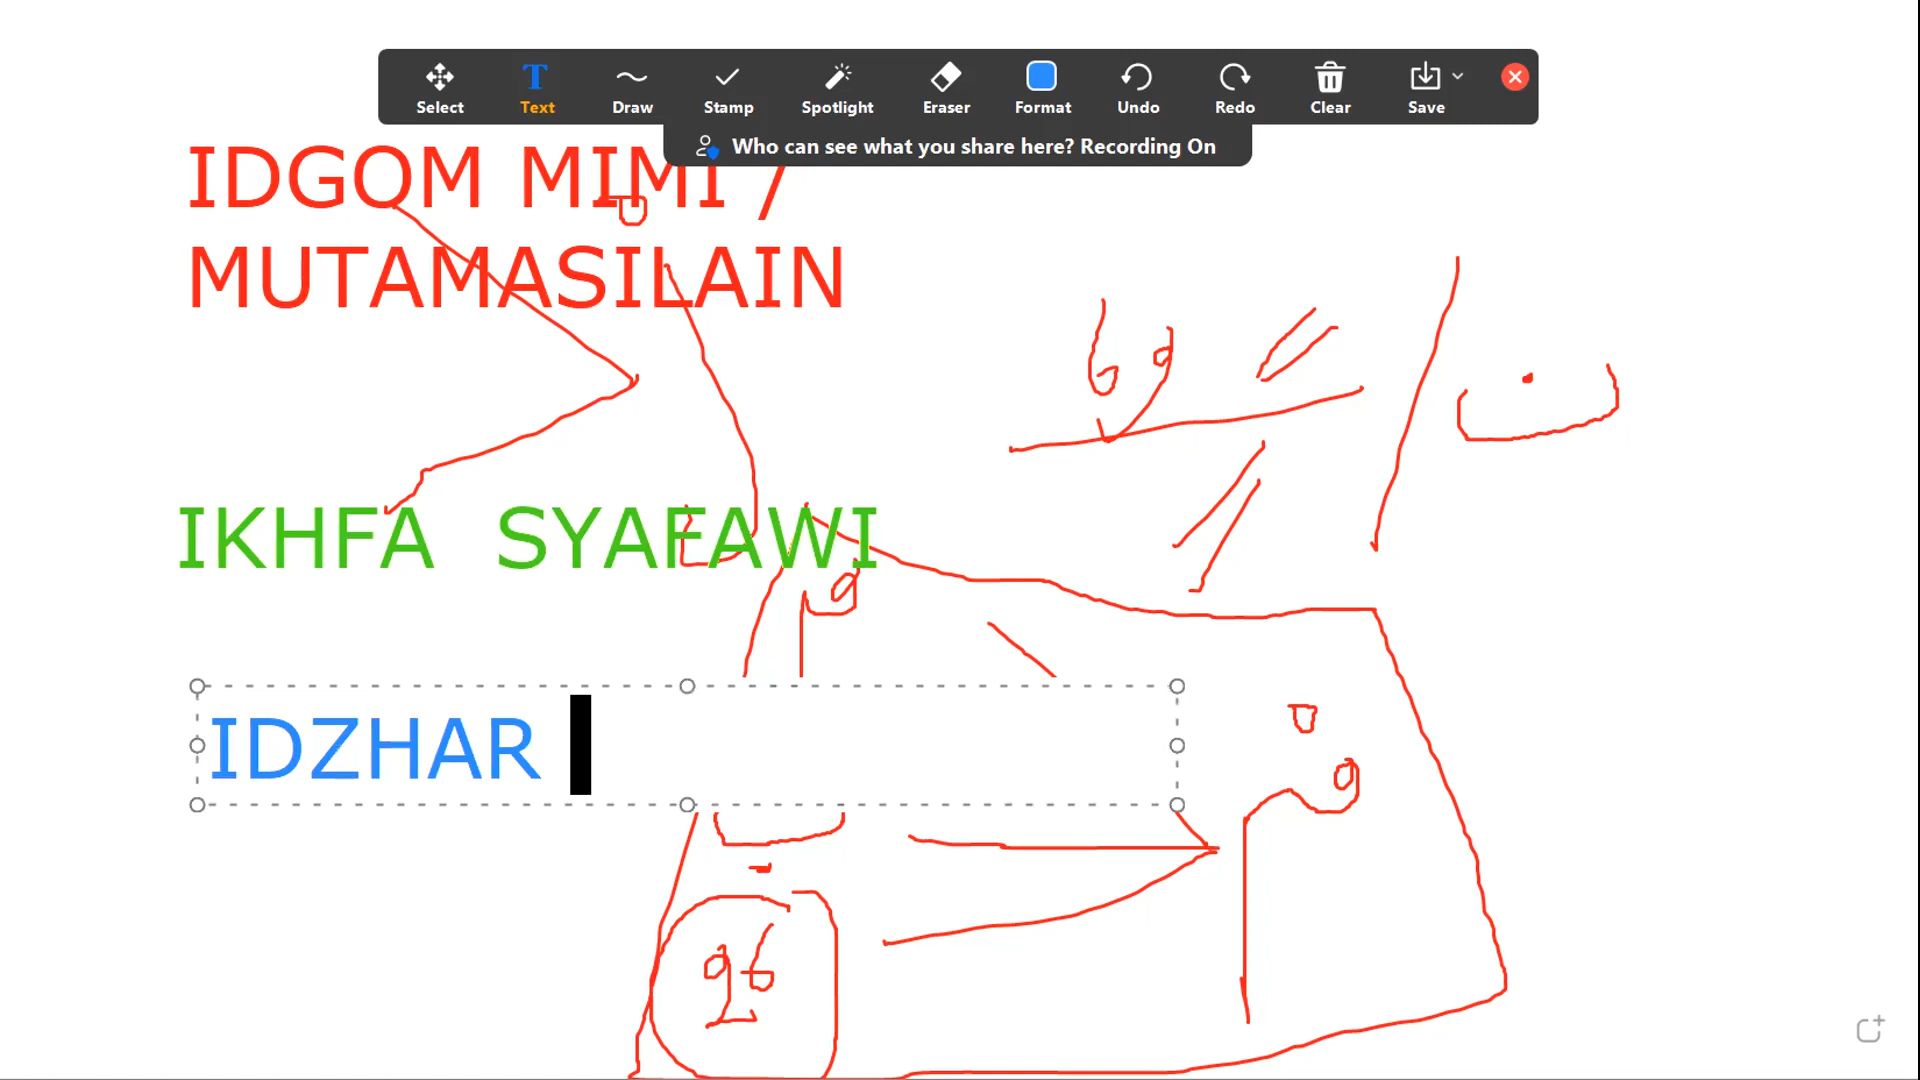 Select Text Draw Stamp Spotlight Eraser Format Undo Redo Clear Save
Who can see what you share here? Recording On
IDGOM MIMI /
MUTAMASILAIN
IKHFA SYAFAWI
IDZHAR